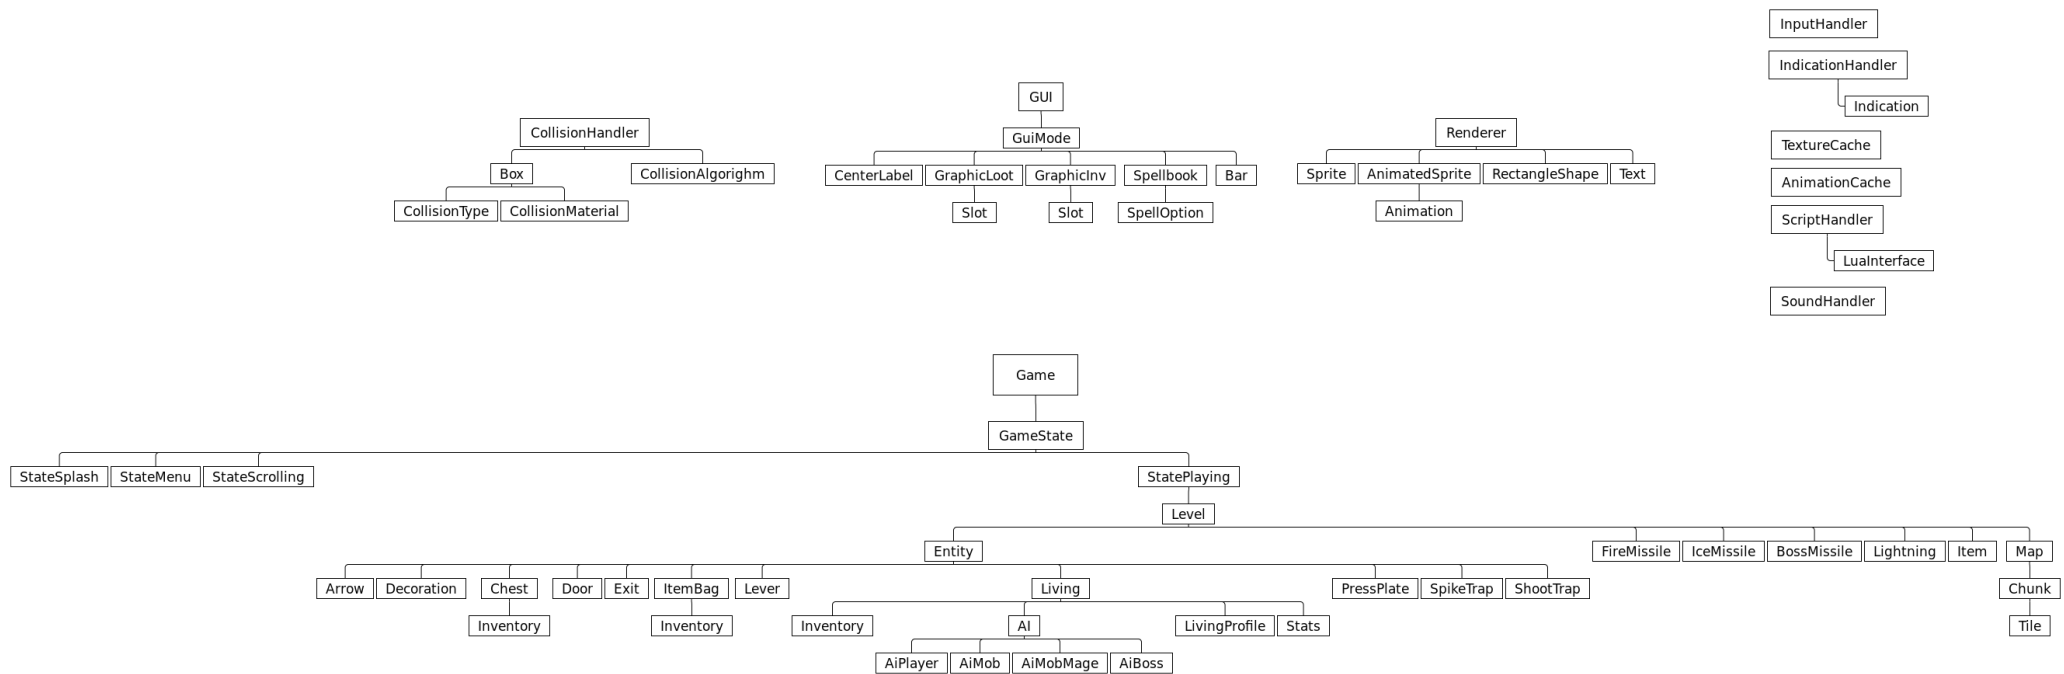 InputHandler
IndicationHandler
Indication
TextureCache
AnimationCache
ScriptHandler
LuaInterface
SoundHandler
GUI
GuiMode
CenterLabel GraphicLoot GraphicInv Spellbook Bar
Slot Slot SpellOption
CollisionHandler
Box CollisionAlgorighm
CollisionType CollisionMaterial
Renderer
Sprite AnimatedSprite RectangleShape Text
Animation
Game
GameState
StateSplash StateMenu StateScrolling StatePlaying
Level
Entity FireMissile IceMissile BossMissile Lightning Item Map
Arrow Decoration Chest Door Exit ItemBag Lever Living PressPlate SpikeTrap ShootTrap Chunk
Inventory Inventory Inventory AI LivingProfile Stats Tile
AiPlayer AiMob AiMobMage AiBoss